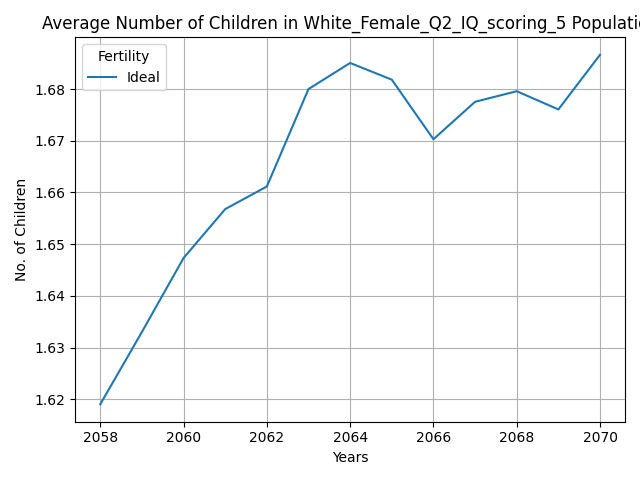 Average Number of Children in White_Female_Q2_IQ_scoring_5 Populatio
Fertility
Ideal
No. of Children
1.68
1.67
1.66
1.65
1.64
1.63
1.62
2058 2060 2062 2064 2066 2068 2070
Years